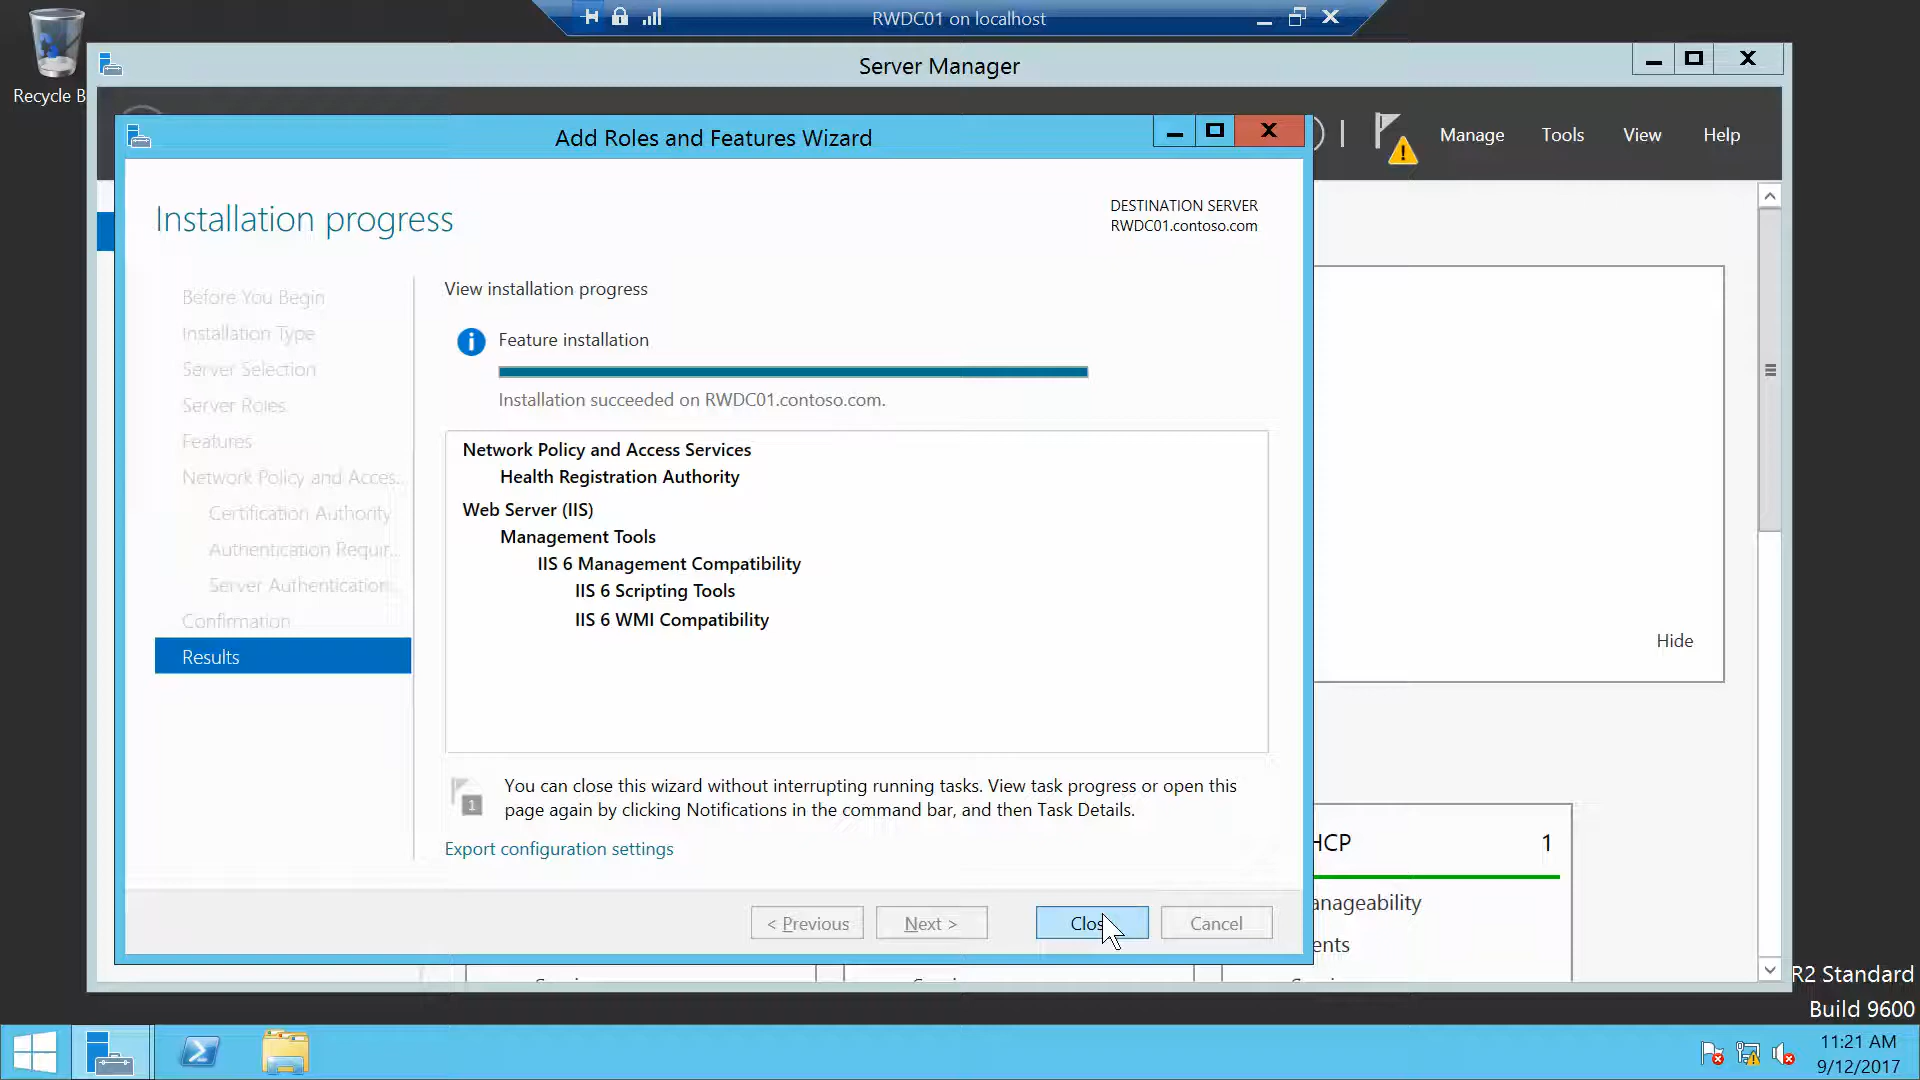 RWDC01 on localhost
Recycle B
Server Manager
Manage
Tools
View
Help
Add Roles and Features Wizard
Installation progress
DESTINATION SERVER
RWDC01.contoso.com
Before You Begin
Installation Type
Server Selection
Server Roles
Features
Network Policy and Acces...
Certification Authority
Authentication Requir...
Server Authentication...
Confirmation
Results
View installation progress
Feature installation
Installation succeeded on RWDC01.contoso.com.
Network Policy and Access Services
Health Registration Authority
Web Server (IIS)
Management Tools
IIS 6 Management Compatibility
IIS 6 Scripting Tools
IIS 6 WMI Compatibility
1
You can close this wizard without interrupting running tasks. View task progress or open this
page again by clicking Notifications in the command bar, and then Task Details.
Export configuration settings
< Previous
Next >
Clos
Cancel
Hide
HCP
1
anageability
ents
R2 Standard
Build 9600
11:21 AM
9/12/2017